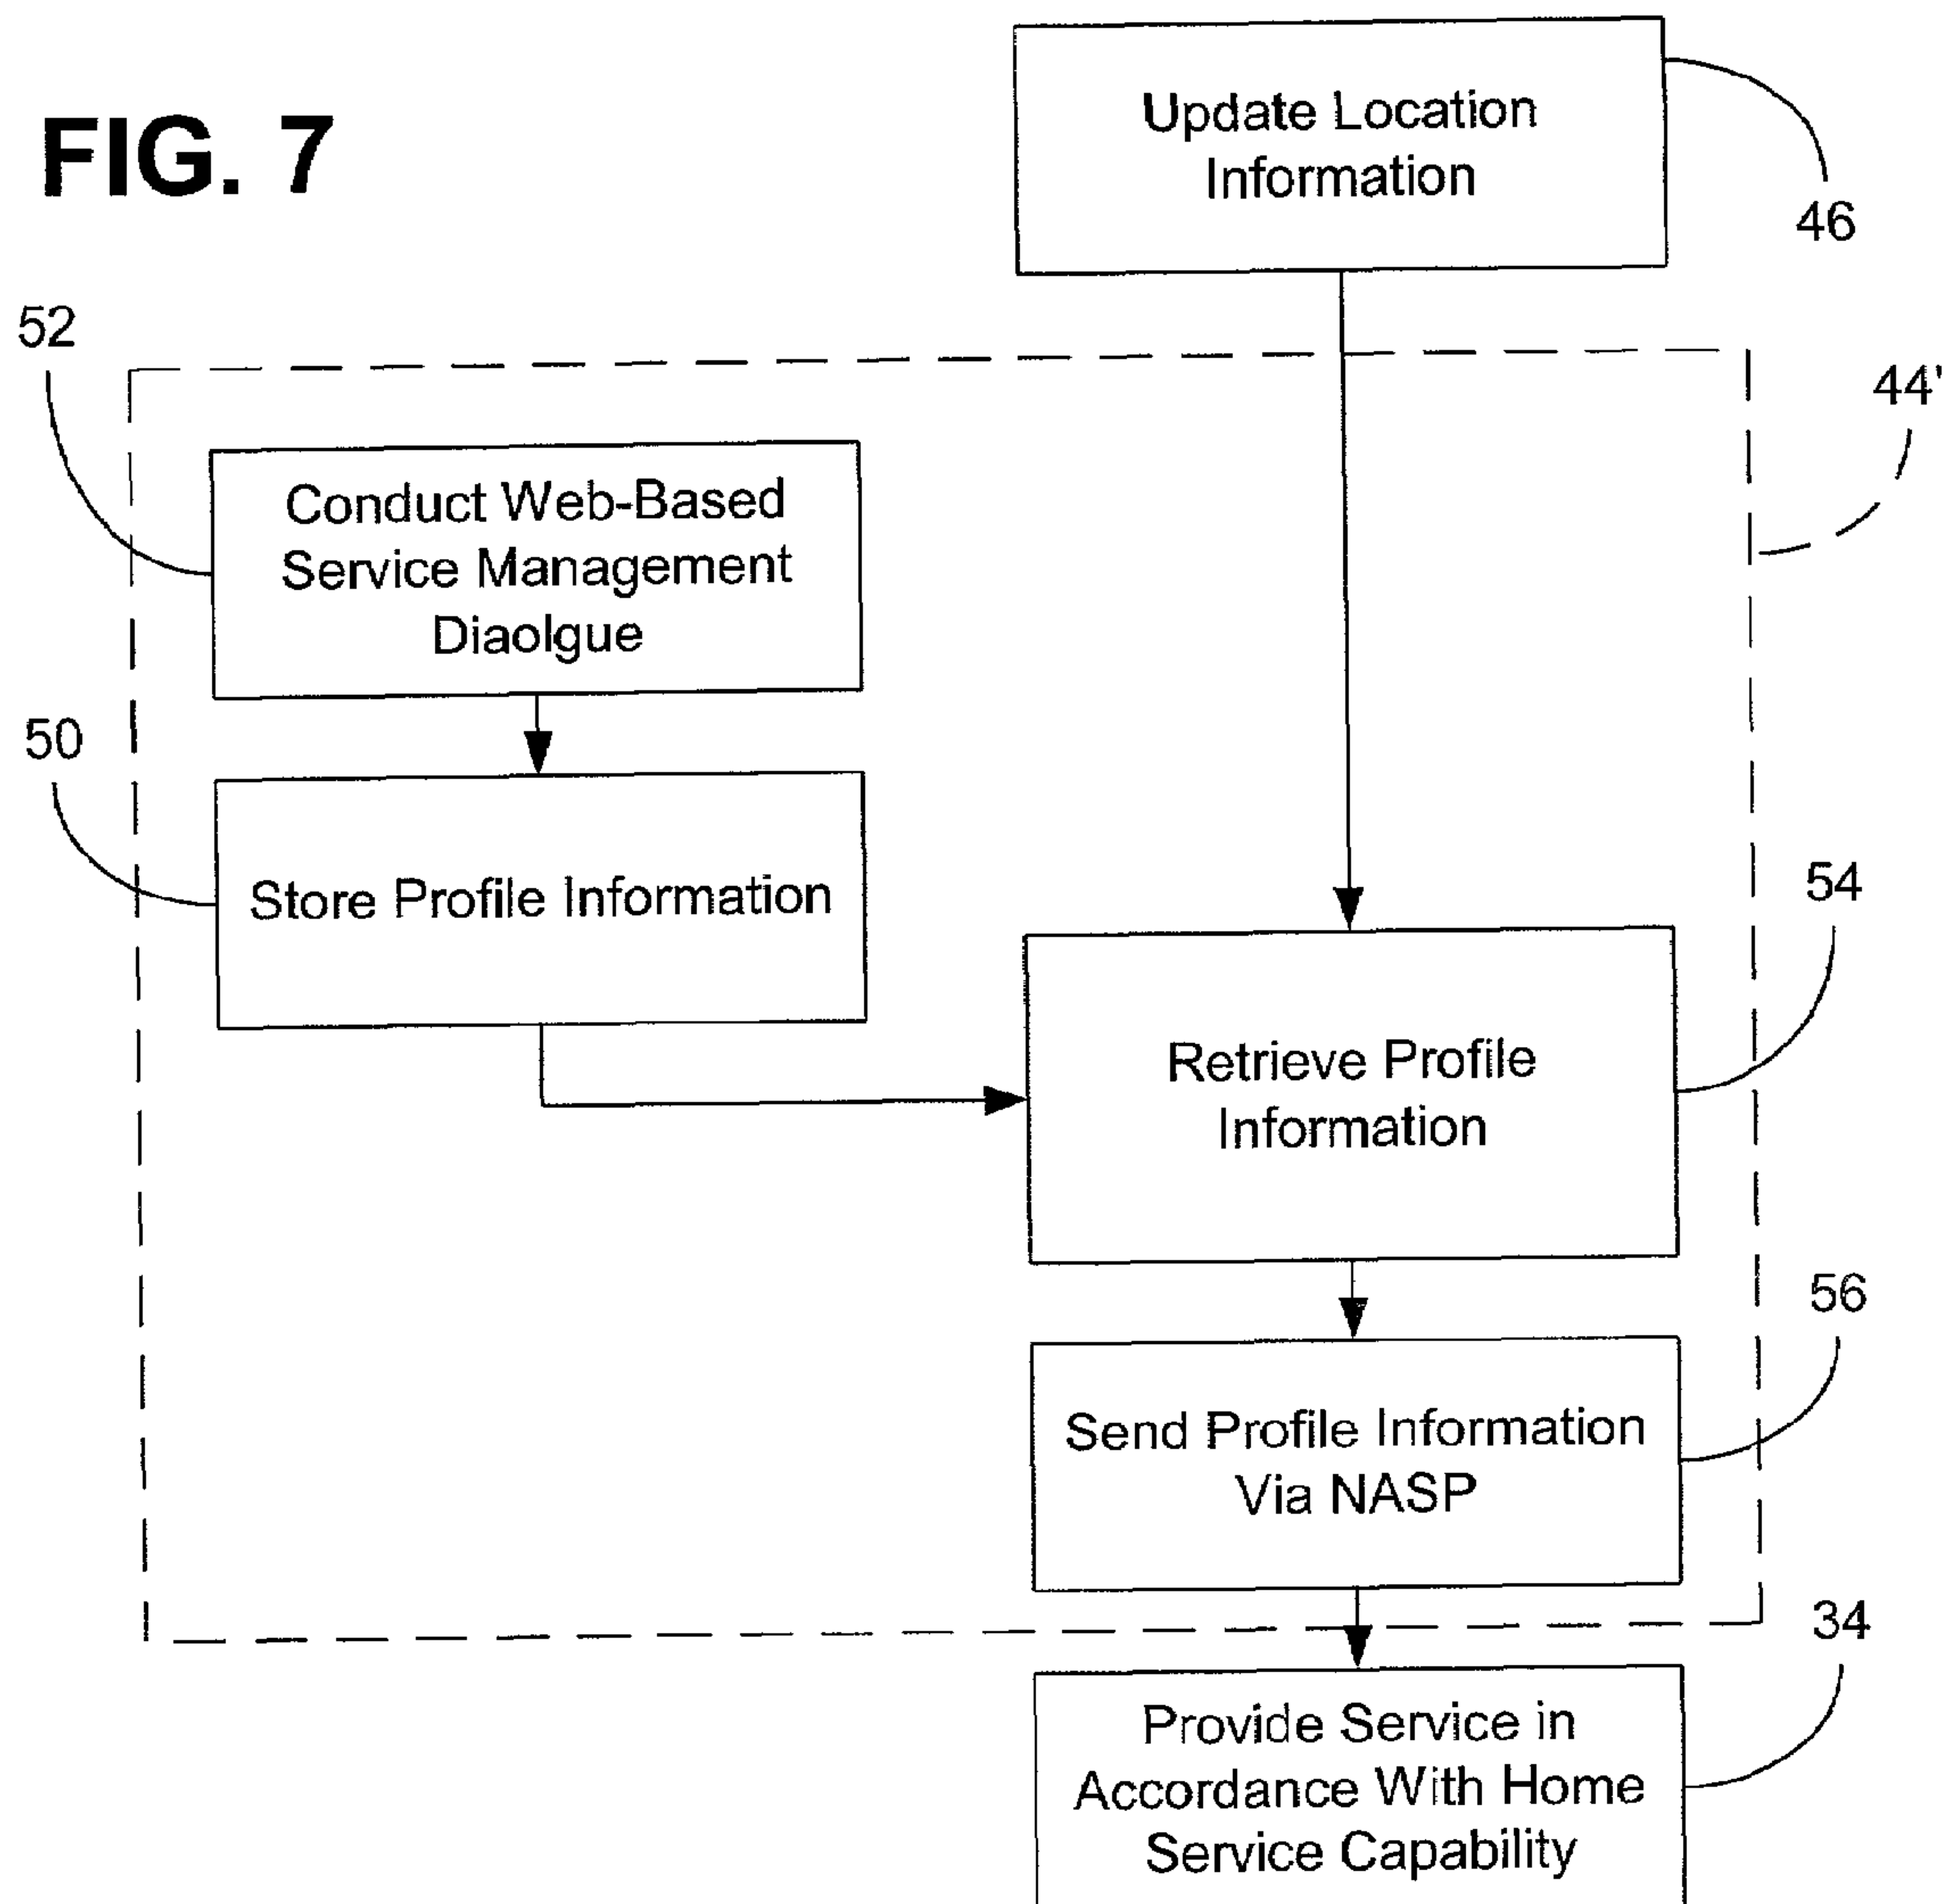 FIG. 7
Update Location
Information
46
52
44'
Conduct Web-Based
Service Management
Diaolgue
50
Store Profile Information
54
Retrieve Profile
Information
56
Send Profile Information
Via NASP
34
Provide Service in
Accordance With Home
Service Capability